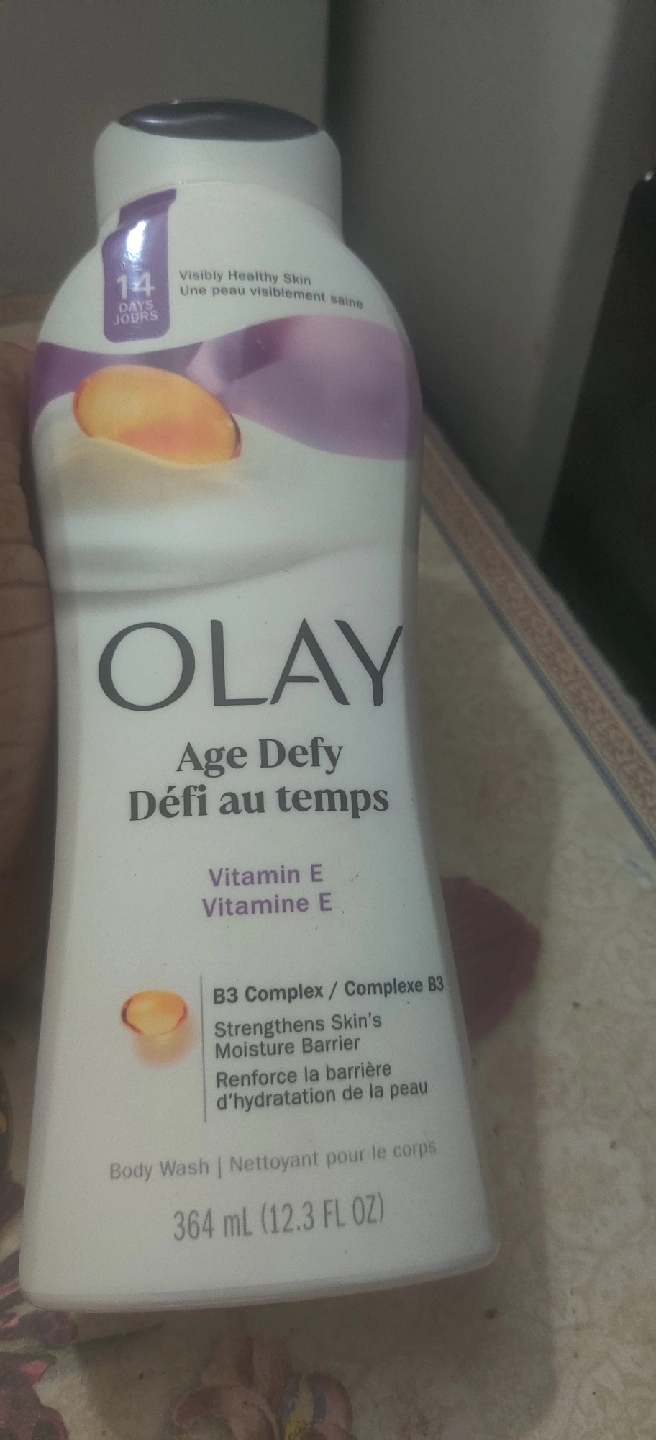 14
DAYS
JOURS
Visibly Healthy Skin
Une peau visiblement saine
OLAY
Age Defy
Défi au temps
Vitamin E
Vitamine E
B3 Complex / Complexe B3
Strengthens Skin's
Moisture Barrier
Renforce la barrière
d'hydratation de la peau
Body Wash | Nettoyant pour le corps
364 mL (12.3 FL OZ)